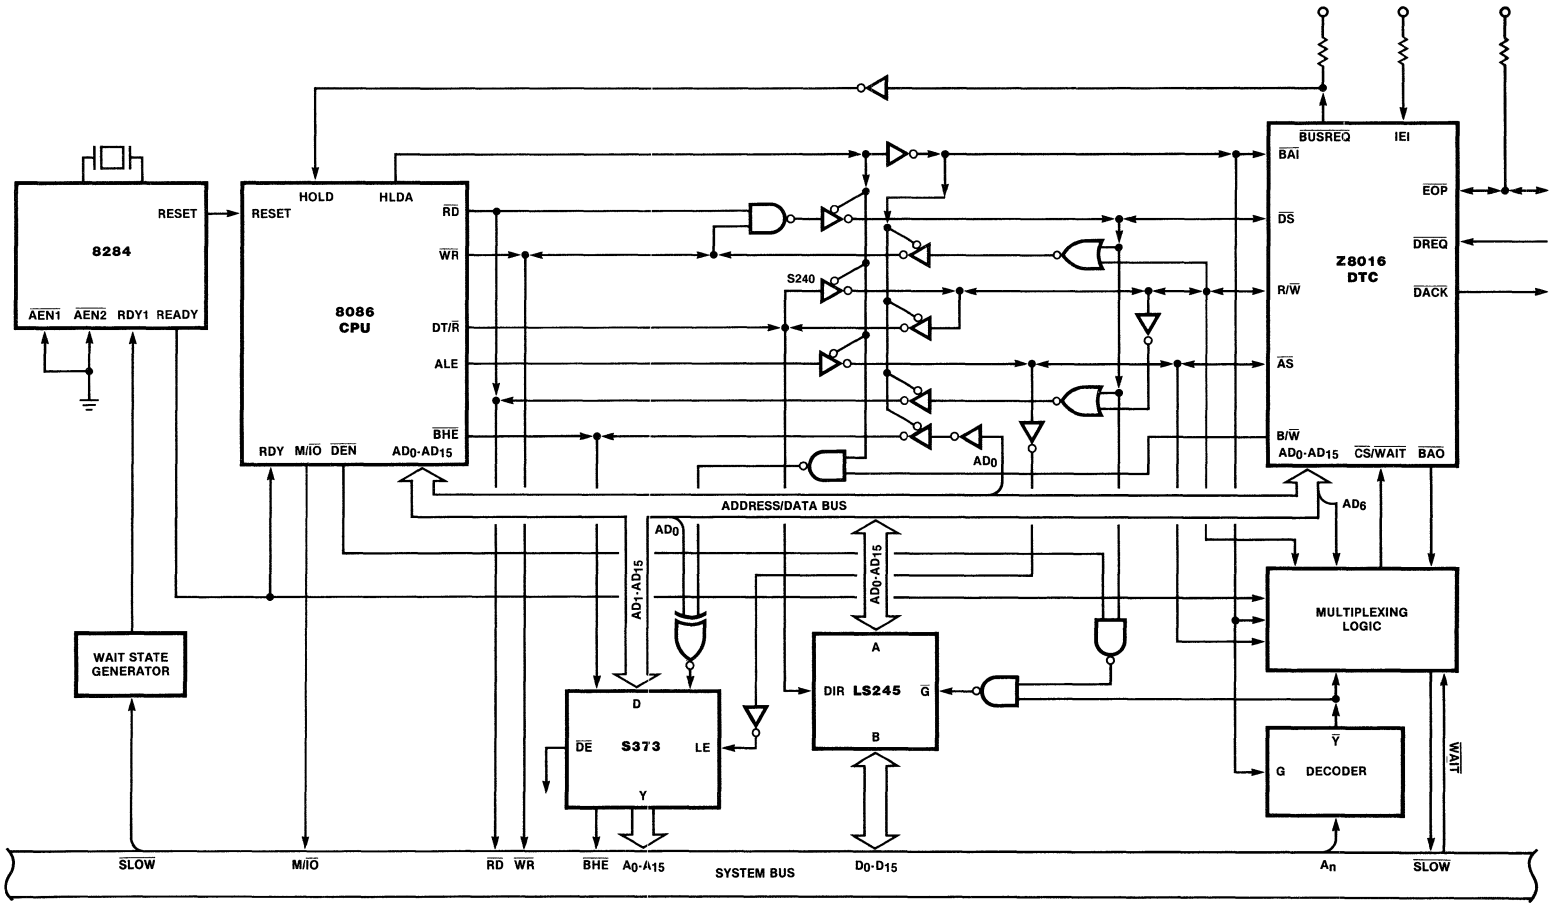 BUSREQ
IEI
BAI
HOLD
HLDA
RESET
RESET
RD
EOP
DS
8284
WR
DREQ
Z8016
DTC
S240
R/W
DACK
8086
CPU
AEN1
AEN2
RDY1
READY
DT/R
ALE
AS
BHE
B/W
RDY
M/IO
DEN
AD0-AD15
AD0
AD0-AD15
CS/WAIT
BAO
ADDRESS/DATA BUS
AD6
AD0
AD1-AD15
AD0-AD15
MULTIPLEXING
LOGIC
WAIT STATE
GENERATOR
A
DIR
LS245
G
B
D
DE
S373
LE
Y
Y
G
DECODER
WAIT
SLOW
M/IO
RD
WR
BHE
A0-A15
SYSTEM BUS
D0-D15
An
SLOW